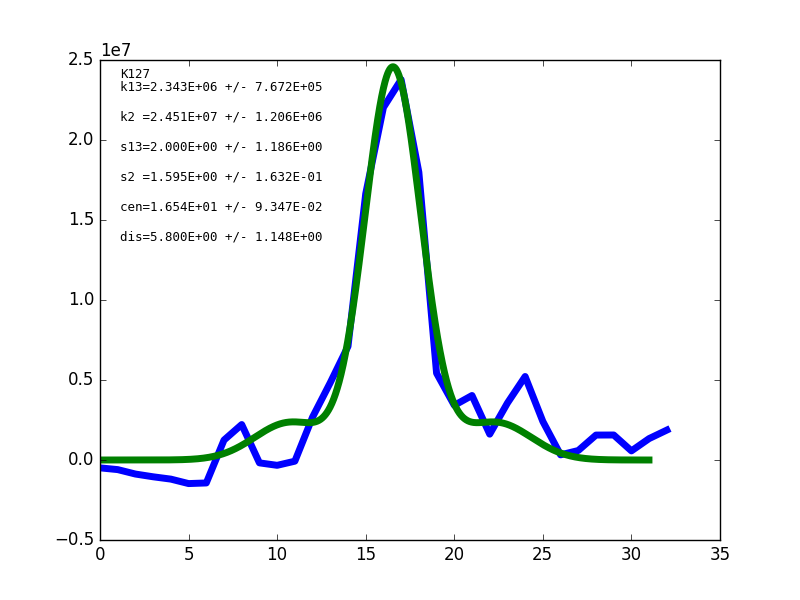 1e7
K127
k13=2.343E+06 +/- 7.672E+05
k2 =2.451E+07 +/- 1.206E+06
s13=2.000E+00 +/- 1.186E+00
s2 =1.595E+00 +/- 1.632E-01
cen=1.654E+01 +/- 9.347E-02
dis=5.800E+00 +/- 1.148E+00
2.5
2.0
1.5
1.0
0.5
0.0
−0.5
0 5 10 15 20 25 30 35